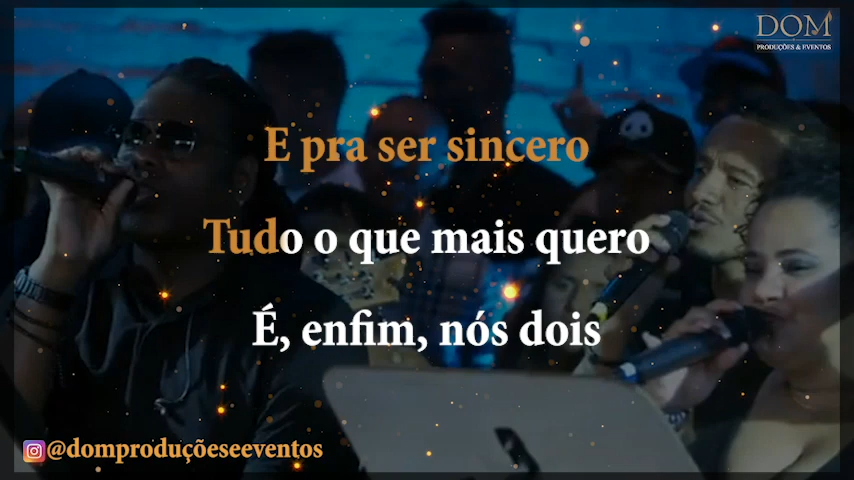 DOM
PRODUÇÕES & EVENTOS
E pra ser sincero
Tudo o que mais quero
É, enfim, nós dois
@domproduçõeseeventos